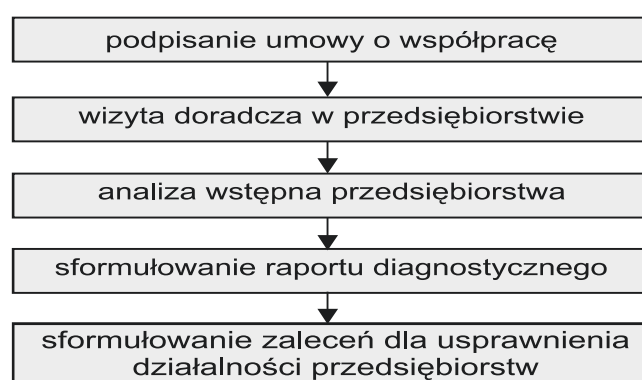 podpisanie umowy o współpracę
wizyta doradcza w przedsiębiorstwie
analiza wstępna przedsiębiorstwa
sformułowanie raportu diagnostycznego
sformułowanie zaleceń dla usprawnienia
działalności przedsiębiorstw